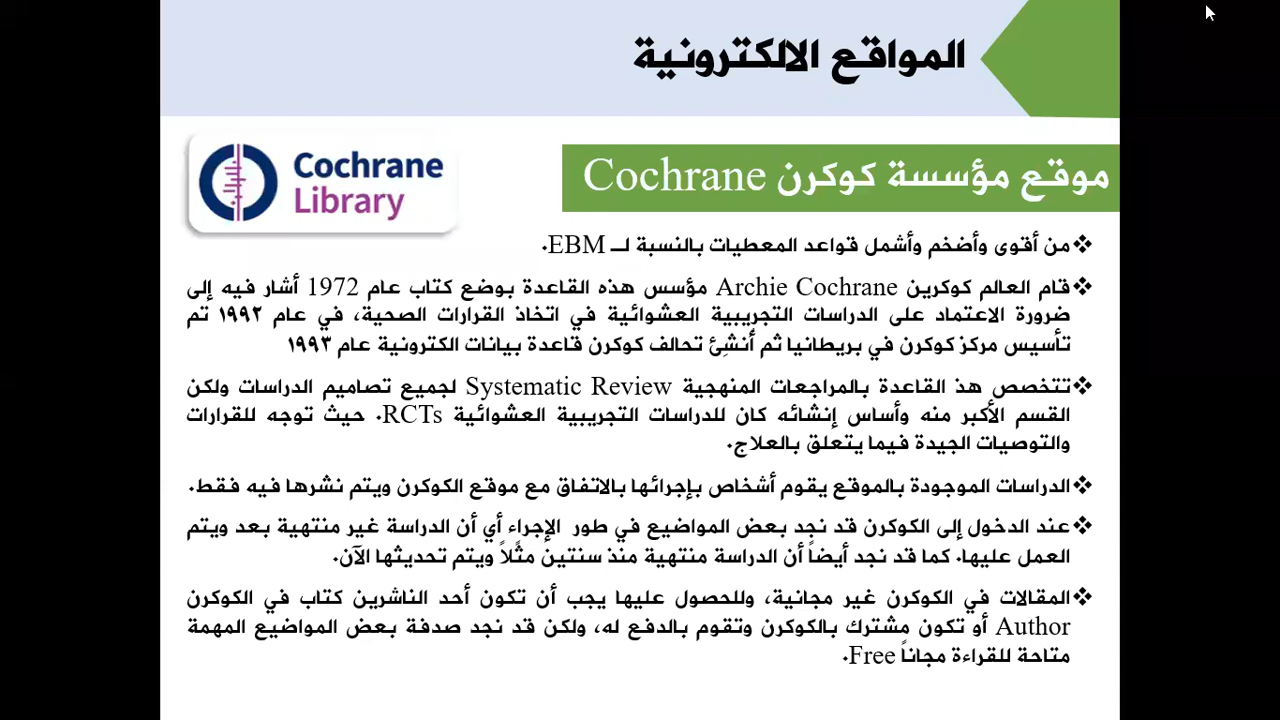 المواقع الالكترونية
Cochrane
Library
موقع مؤسسة كوكرن Cochrane
❖من أقوى وأضخم وأشمل قواعد المعطيات بالنسبة لــ EBM.
❖قام العالم كوكرين Archie Cochrane مؤسس هذه القاعدة بوضع كتاب عام 1972 أشار فيه إلى
ضرورة الاعتماد على الدراسات التجريبية العشوائية في اتخاذ القرارات الصحية، في عام ١٩٩٢ تم
تأسيس مركز كوكرن في بريطانيا ثم أُنشِئ تحالف كوكرن قاعدة بيانات الكترونية عام ١٩٩٣
❖تتخصص هذ القاعدة بالمراجعات المنهجية Systematic Review لجميع تصاميم الدراسات ولكن
القسم الأكبر منه وأساس إنشائه كان للدراسات التجريبية العشوائية RCTs. حيث توجه للقرارات
والتوصيات الجيدة فيما يتعلق بالعلاج.
❖الدراسات الموجودة بالموقع يقوم أشخاص بإجرائها بالاتفاق مع موقع الكوكرن ويتم نشرها فيه فقط.
❖عند الدخول إلى الكوكرن قد نجد بعض المواضيع في طور الإجراء أي أن الدراسة غير منتهية بعد ويتم
العمل عليها. كما قد نجد أيضاً أن الدراسة منتهية منذ سنتين مثلاً ويتم تحديثها الآن.
❖المقالات في الكوكرن غير مجانية، وللحصول عليها يجب أن تكون أحد الناشرين كتاب في الكوكرن
Author أو تكون مشترك بالكوكرن وتقوم بالدفع له، ولكن قد نجد صدفة بعض المواضيع المهمة
متاحة للقراءة مجاناً Free.